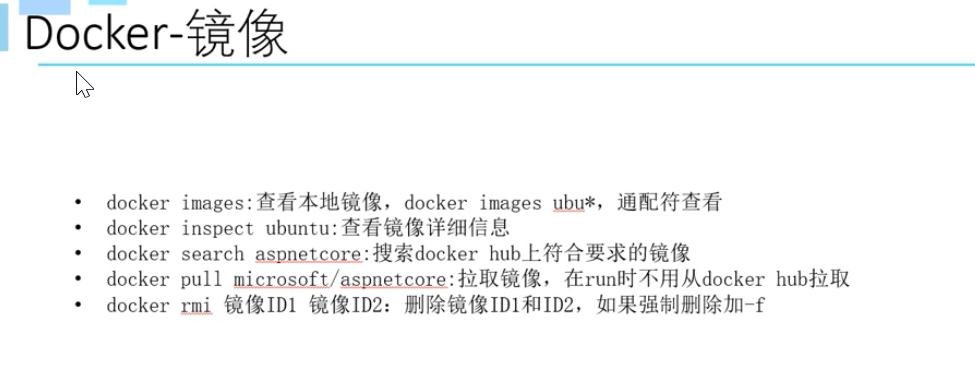 Docker-镜像
• docker images:查看本地镜像，docker images ubu*，通配符查看
• docker inspect ubuntu:查看镜像详细信息
• docker search aspnetcore:搜索docker hub上符合要求的镜像
• docker pull microsoft/aspnetcore:拉取镜像，在run时不用从docker hub拉取
• docker rmi 镜像ID1 镜像ID2：删除镜像ID1和ID2，如果强制删除加-f